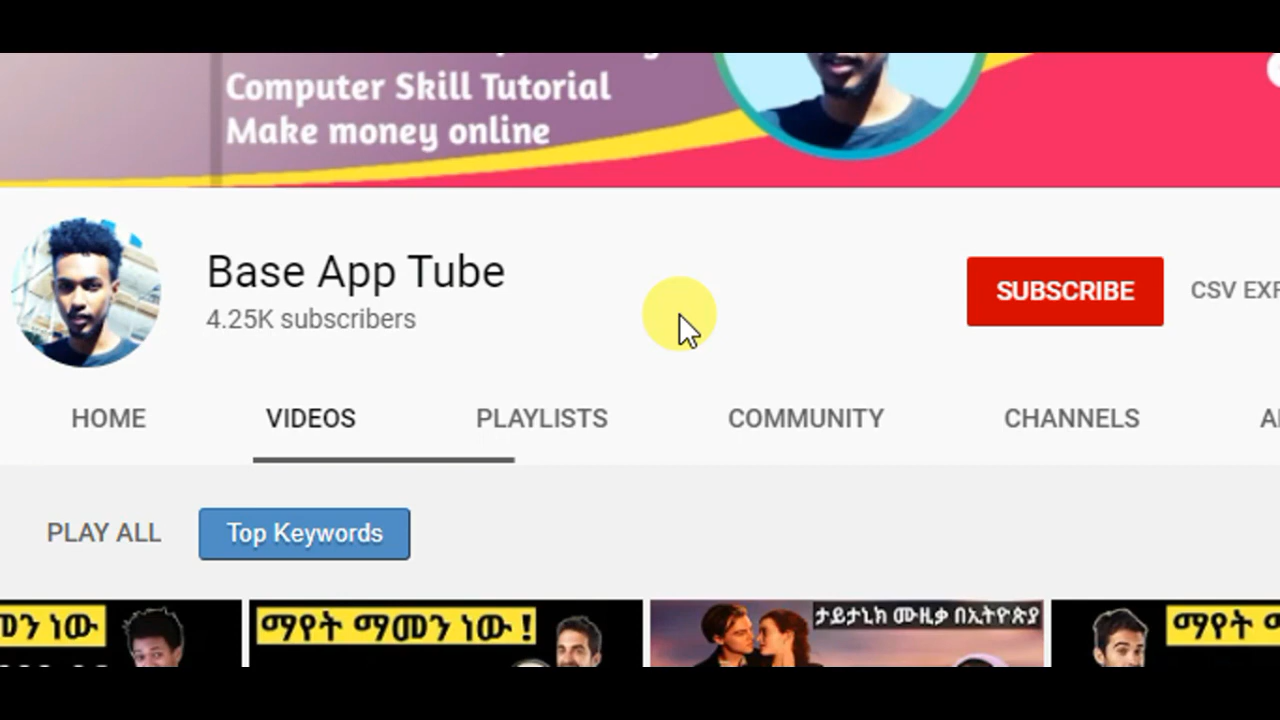 Computer Skill Tutorial
Make money online
Base App Tube
4.25K subscribers
SUBSCRIBE
CSV
HOME
VIDEOS
PLAYLISTS
COMMUNITY
CHANNELS
PLAY ALL
Top Keywords
ነው
ማየት ማመን ነው !
ታይታኒክ ሙዚቃ በኢትዮጵያ
ማየት